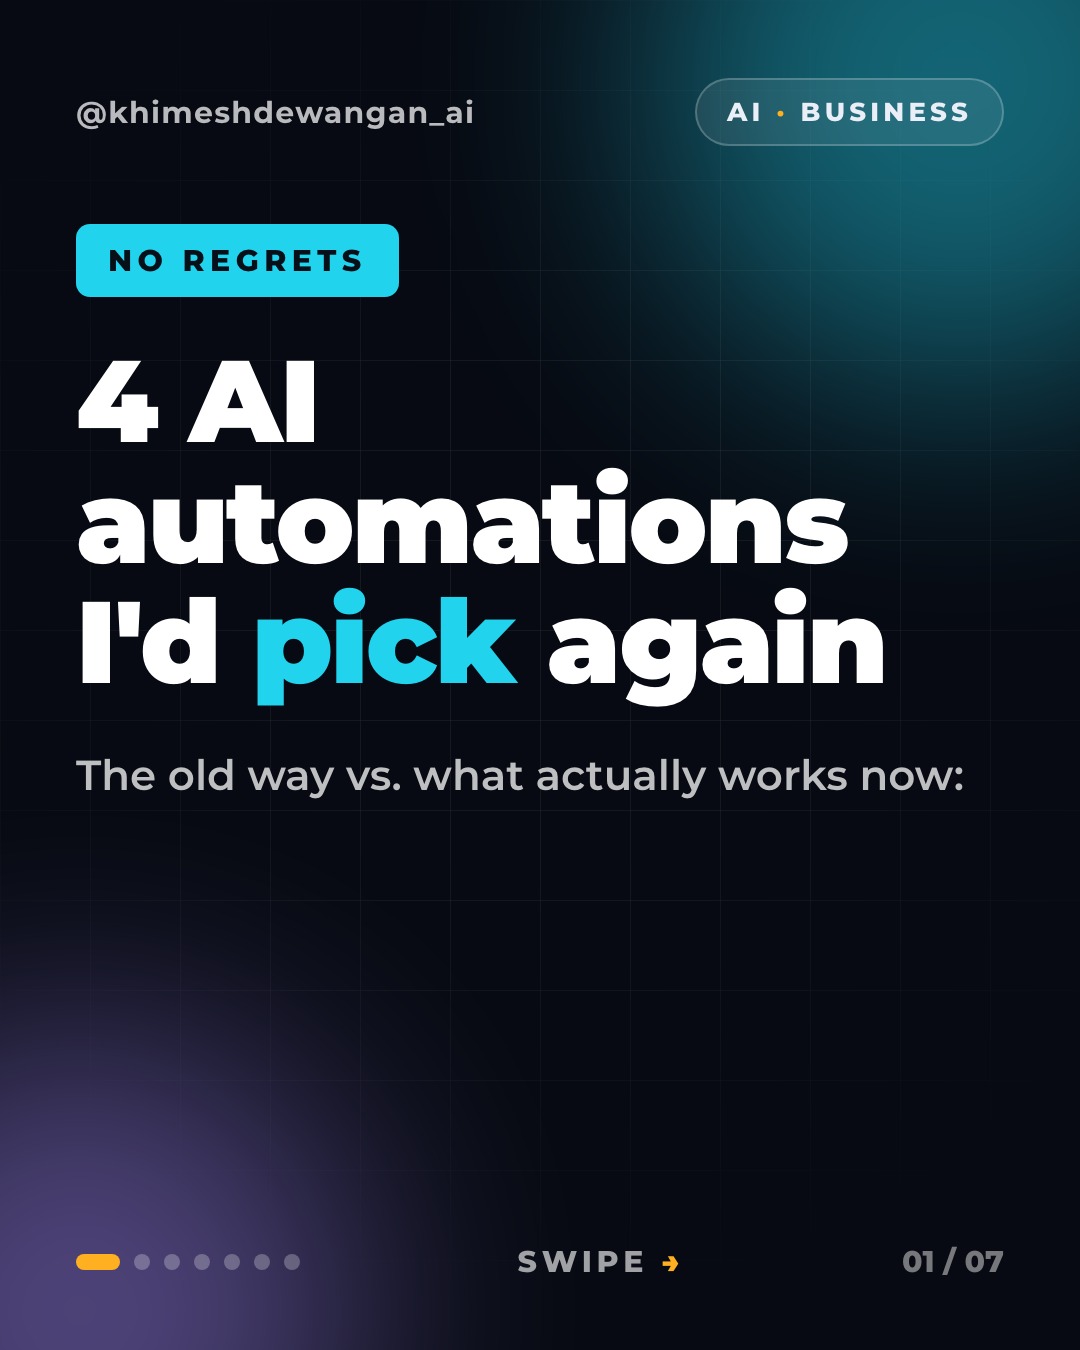 @khimeshdewangan_ai
AI · BUSINESS
NO REGRETS
4 AI
automations
I'd pick again
The old way vs. what actually works now:
SWIPE →
01 / 07